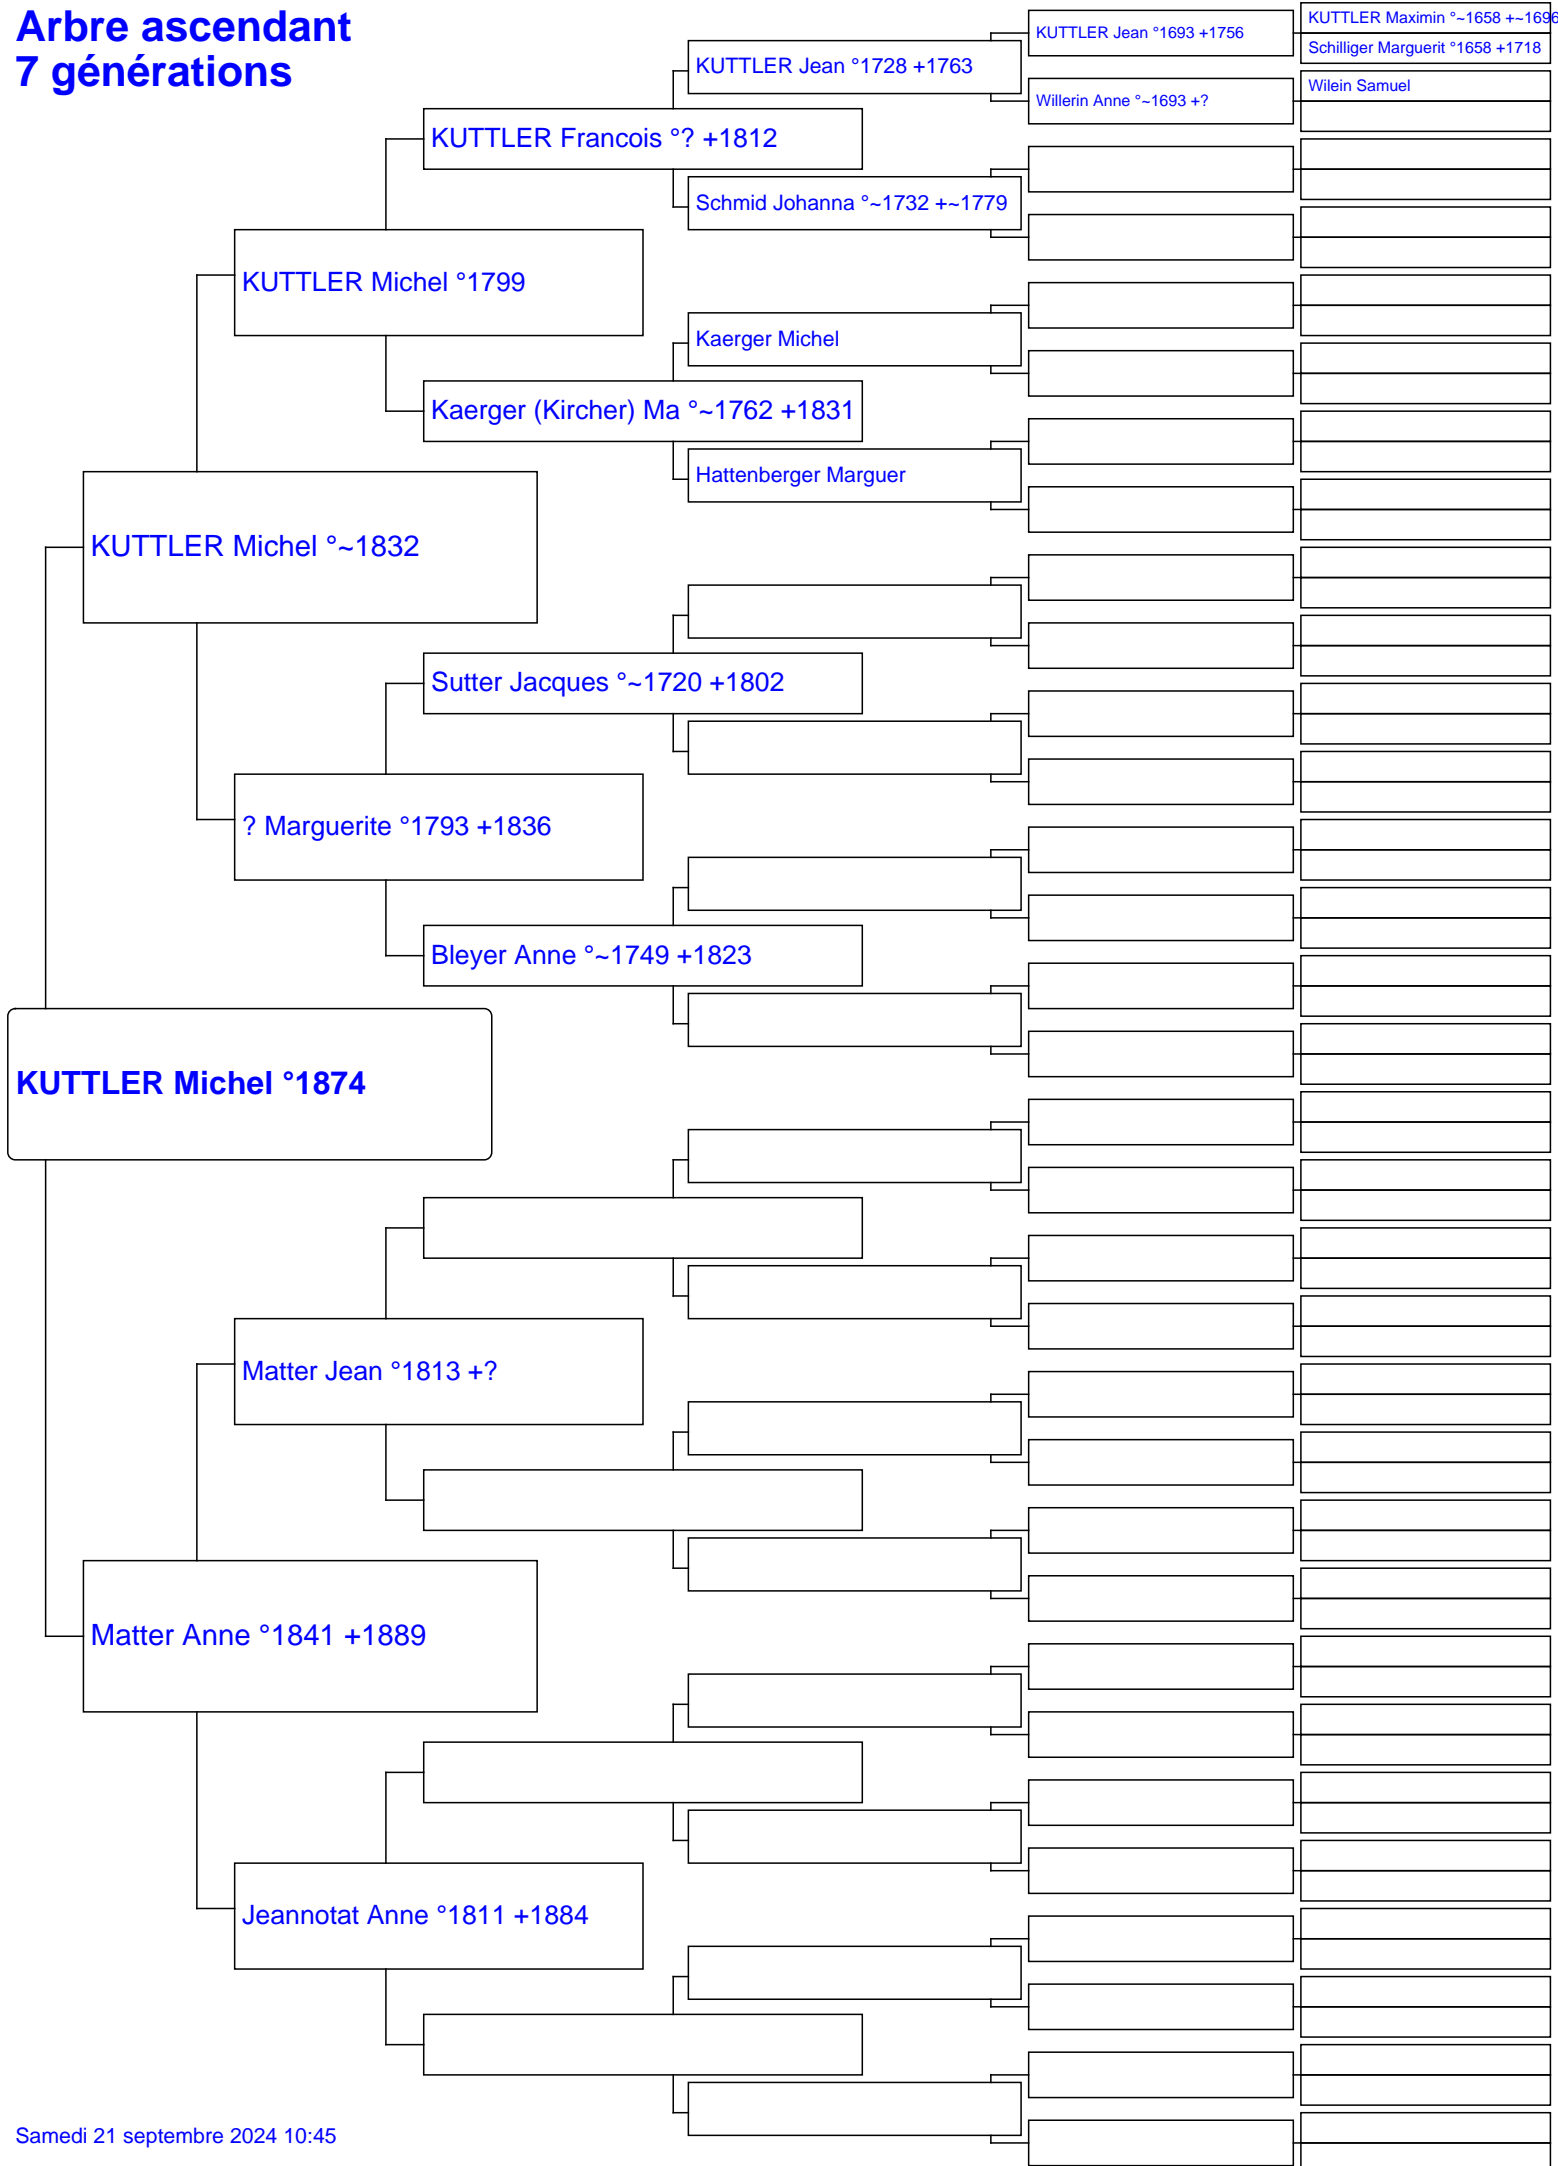 Arbre ascendant
7 générations
KUTTLER Maximin °~1658 +~1696
KUTTLER Jean °1693 +1756
Schilliger Marguerit °1658 +1718
KUTTLER Jean °1728 +1763
Wilein Samuel
Willerin Anne °~1693 +?
KUTTLER Francois °? +1812
Schmid Johanna °~1732 +~1779
KUTTLER Michel °1799
Kaerger Michel
Kaerger (Kircher) Ma °~1762 +1831
Hattenberger Marguer
KUTTLER Michel °~1832
Sutter Jacques °~1720 +1802
? Marguerite °1793 +1836
Bleyer Anne °~1749 +1823
KUTTLER Michel °1874
Matter Jean °1813 +?
Matter Anne °1841 +1889
Jeannotat Anne °1811 +1884
Samedi 21 septembre 2024 10:45